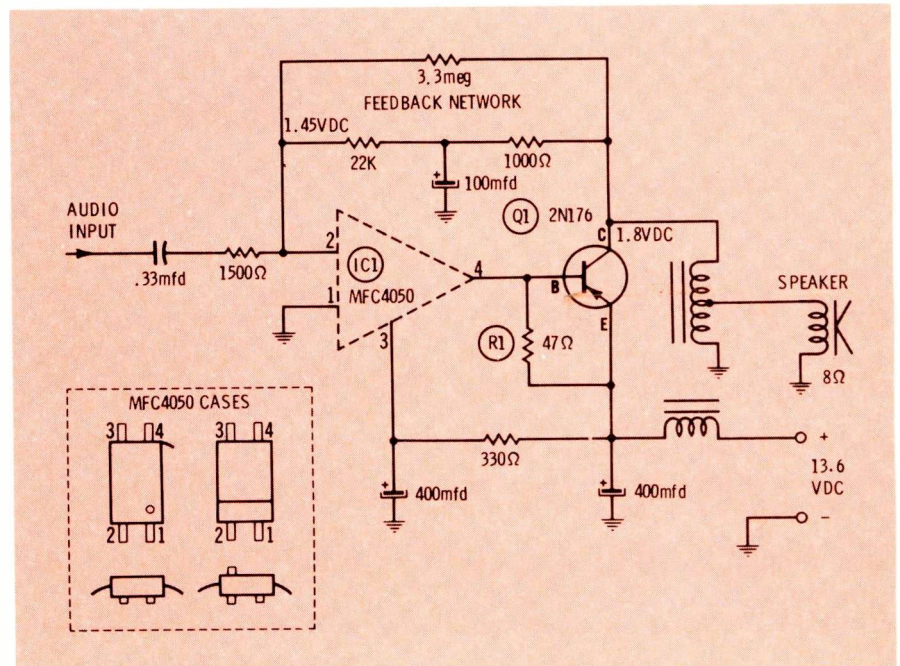 3.3meg
FEEDBACK NETWORK
1.45VDC
22K
1000Ω
100mfd
Q1 2N176
AUDIO
INPUT
.33mfd
1500Ω
2
IC1
MFC4050
1
3
4
C
1.8VDC
B
E
SPEAKER
8Ω
R1
47Ω
330Ω
400mfd
400mfd
+
13.6
VDC
−
MFC4050 CASES
3 4
3 4
2 1
2 1